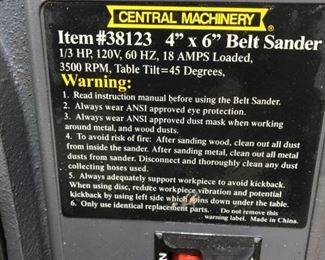 CENTRAL MACHINERY®
Item #38123 4” x 6” Belt Sander
1/3 HP, 120V, 60 HZ, 18 AMPS Loaded,
3500 RPM, Table Tilt=45 Degrees,
Warning:
1. Read instruction manual before using the Belt Sander.
2. Always wear ANSI approved eye protection.
3. Always wear ANSI approved dust mask when working
around metal, and wood dusts.
4. To avoid risk of fire: After sanding wood, clean out all dust
from inside the sander. After sanding metal, clean out all metal
dusts from sander. Disconnect and thoroughly clean any dust
collecting hoses used.
5. Always adequately support workpiece to avoid kickback.
When using disc, reduce workpiece vibration and potential
kickback by using left side which spins down under the table.
6. Only use identical replacement parts. Do not remove this
warning label. Made in China.